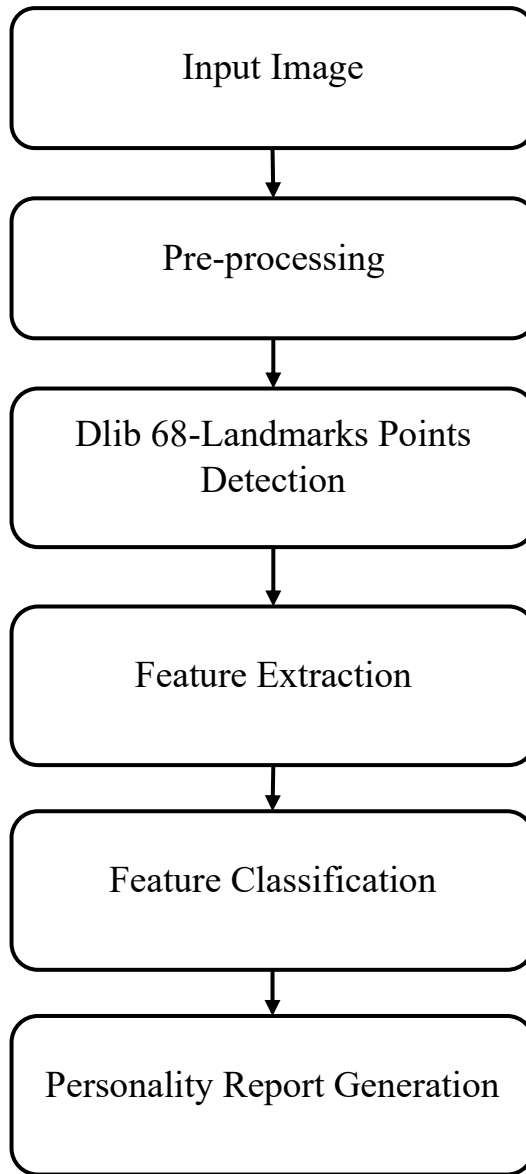 Input Image
Pre-processing
Dlib 68-Landmarks Points
Detection
Feature Extraction
Feature Classification
Personality Report Generation